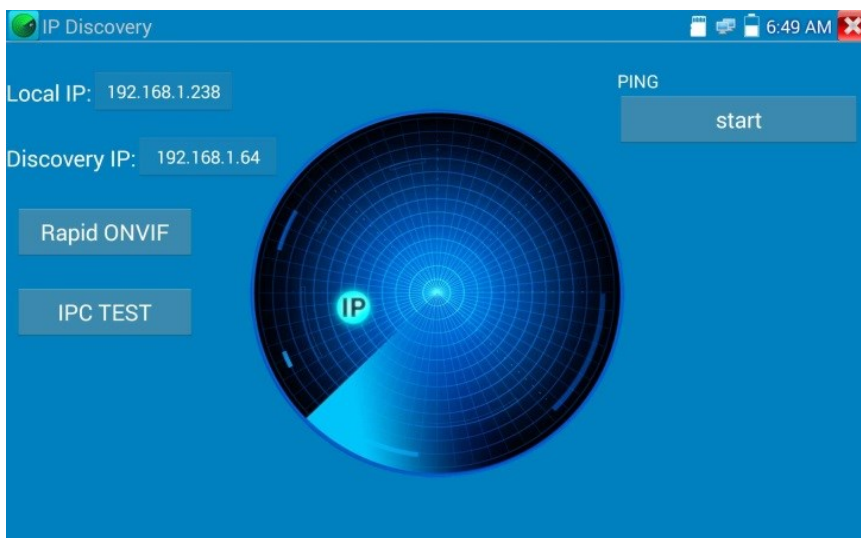 IP Discovery
6:49 AM
Local IP: 192.168.1.238
PING
start
Discovery IP: 192.168.1.64
Rapid ONVIF
IP
IPC TEST